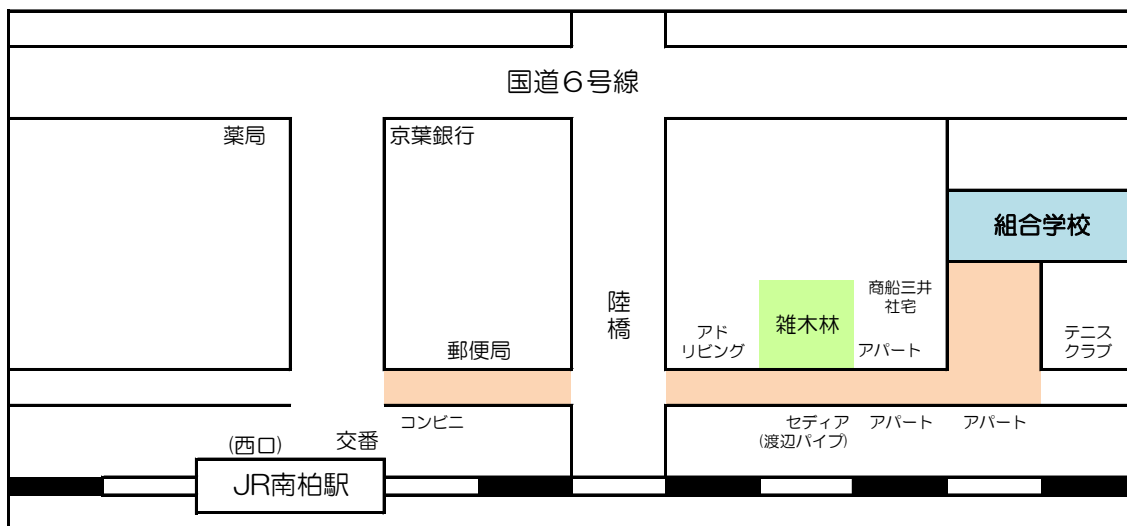 国道６号線
薬局
京葉銀行
組合学校
陸
橋
商船三井
社宅
雑木林
アド
リビング
アパート
テニス
クラブ
郵便局
コンビニ
セディア
(渡辺パイプ)
アパート
アパート
(西口)
交番
JR南柏駅